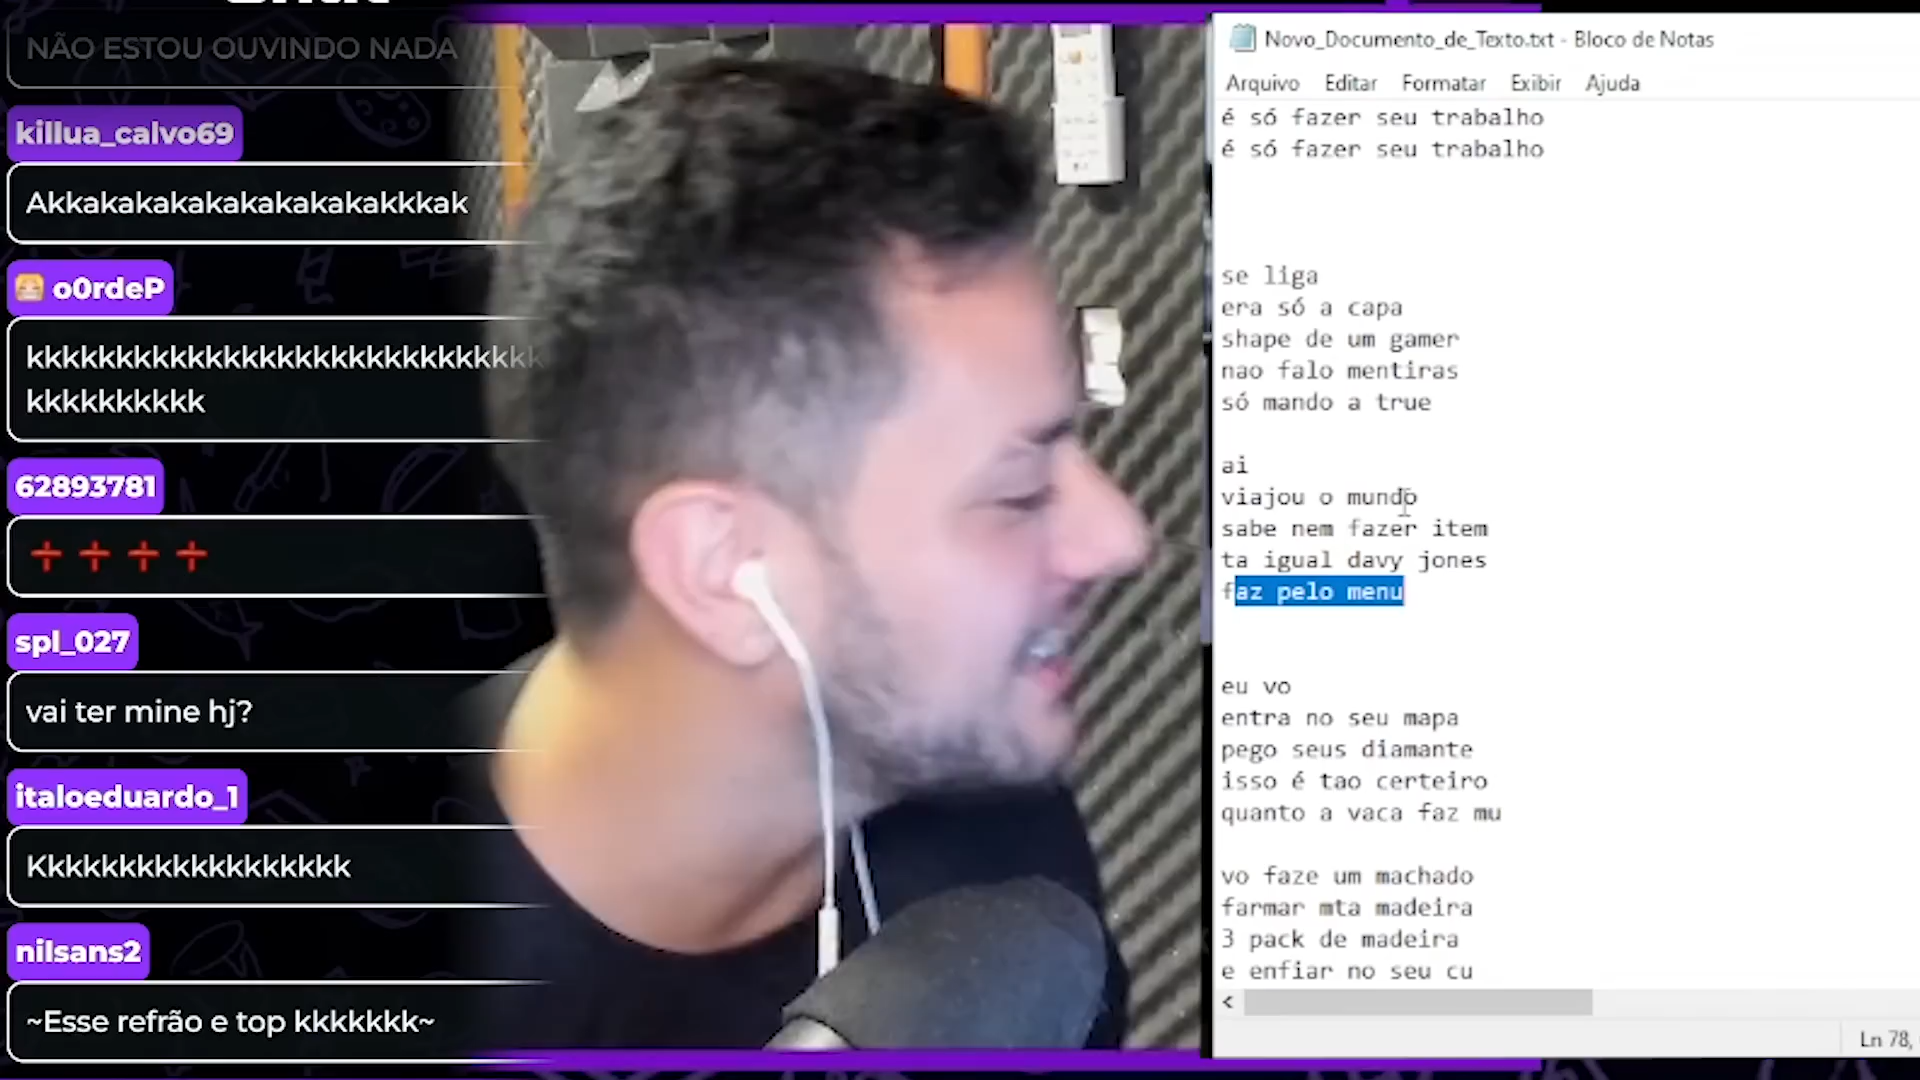 NÃO ESTOU OUVINDO NADA
killua_calvo69
Akkakakakakakakakakakkkak
o0rdeP
kkkkkkkkkkkkkkkkkkkkkkkkkkkkk
kkkkkkkkkk
62893781
spl_027
vai ter mine hj?
italoeduardo_1
Kkkkkkkkkkkkkkkkkk
nilsans2
~Esse refrão e top kkkkkkk~
Novo_Documento_de_Texto.txt - Bloco de Notas
Arquivo Editar Formatar Exibir Ajuda
é só fazer seu trabalho
é só fazer seu trabalho
se liga
era só a capa
shape de um gamer
nao falo mentiras
só mando a true
ai
viajou o mundo
sabe nem fazer item
ta igual davy jones
faz pelo menu
eu vo
entra no seu mapa
pego seus diamante
isso é tao certeiro
quanto a vaca faz mu
vo faze um machado
farmar mta madeira
3 pack de madeira
e enfiar no seu cu
Ln 78,